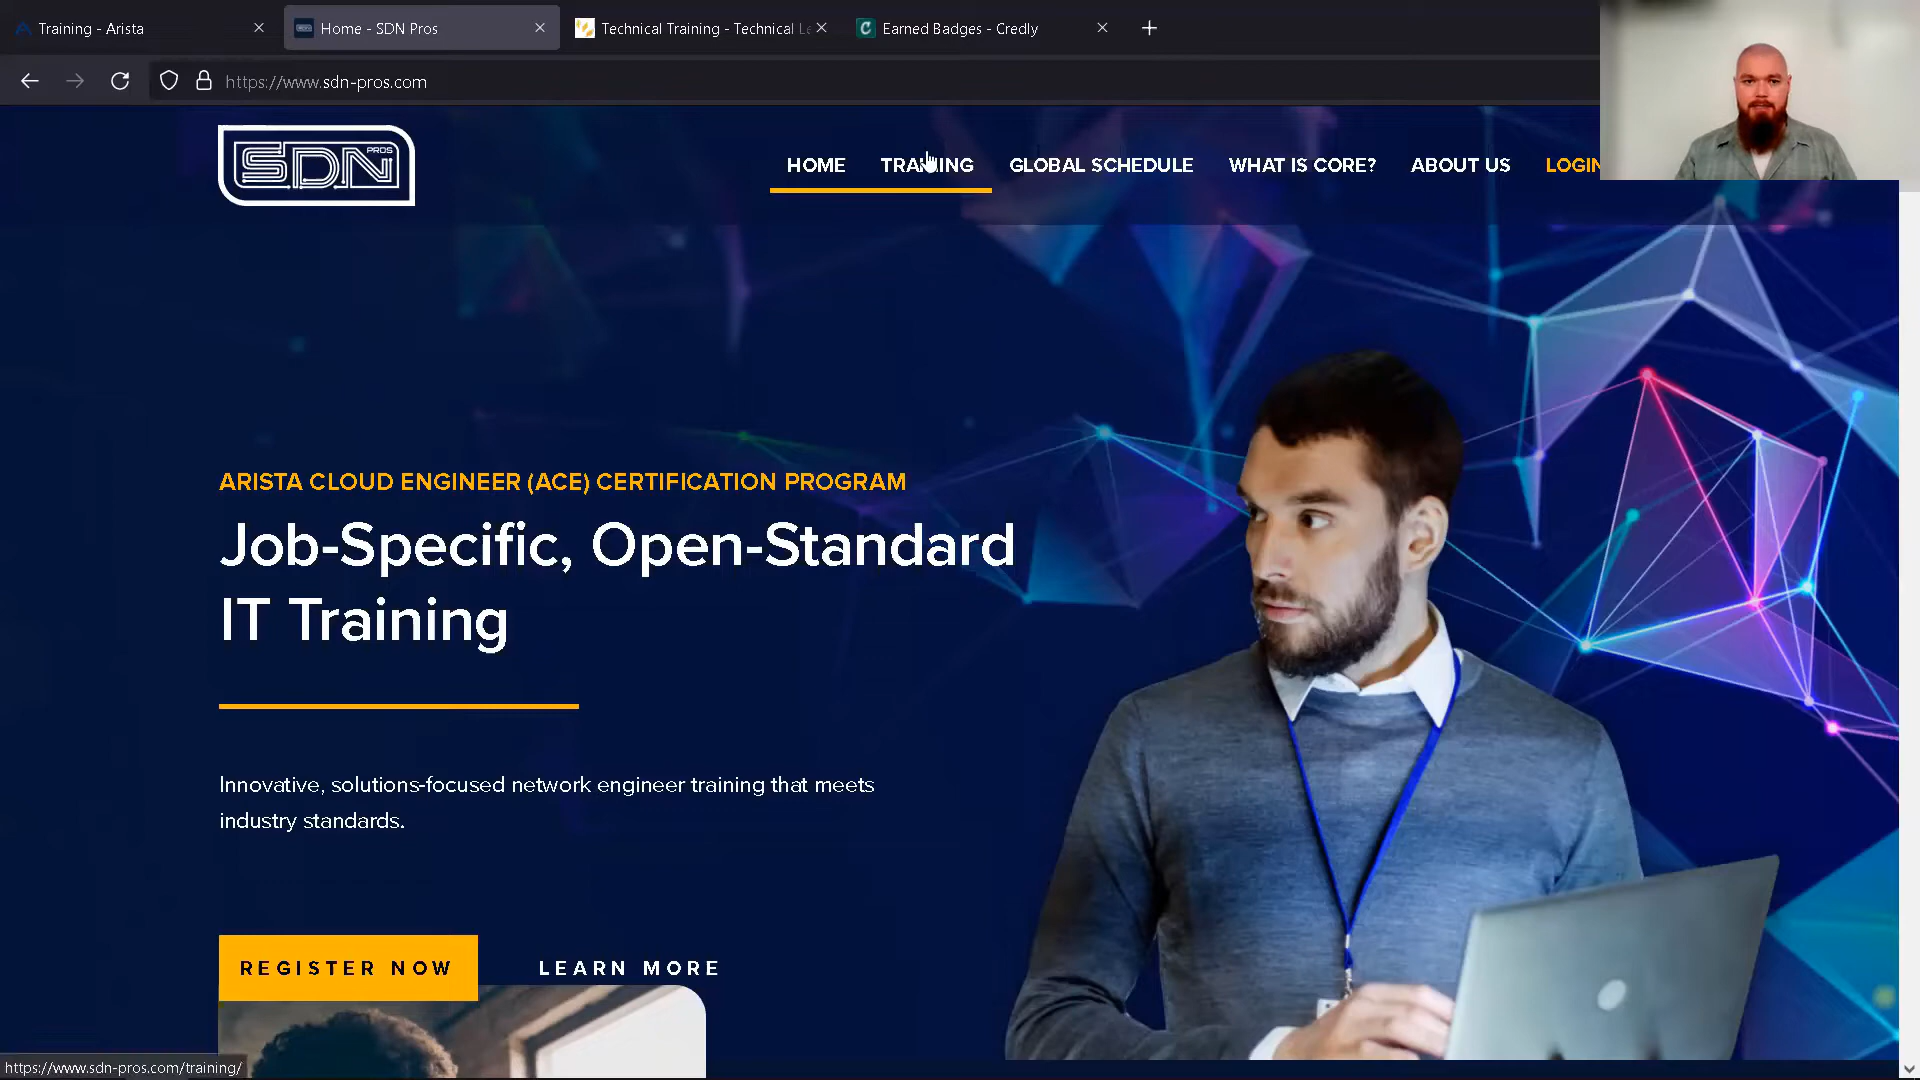 Training - Arista
Home - SDN Pros
Technical Training - Technical Le
Earned Badges - Credly
https://www.sdn-pros.com
SDN PROS
HOME
TRAINING
GLOBAL SCHEDULE
WHAT IS CORE?
ABOUT US
LOGIN
ARISTA CLOUD ENGINEER (ACE) CERTIFICATION PROGRAM
Job-Specific, Open-Standard
IT Training
Innovative, solutions-focused network engineer training that meets
industry standards.
REGISTER NOW
LEARN MORE
https://www.sdn-pros.com/training/